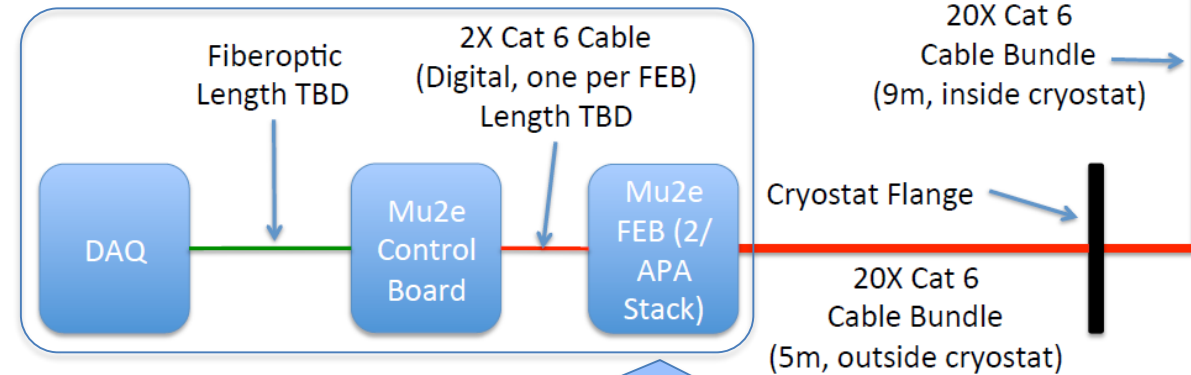 Fiberoptic
Length TBD
2X Cat 6 Cable
(Digital, one per FEB)
Length TBD
20X Cat 6
Cable Bundle
(9m, inside cryostat)
DAQ
Mu2e
Control
Board
Mu2e
FEB (2/
APA
Stack)
Cryostat Flange
20X Cat 6
Cable Bundle
(5m, outside cryostat)